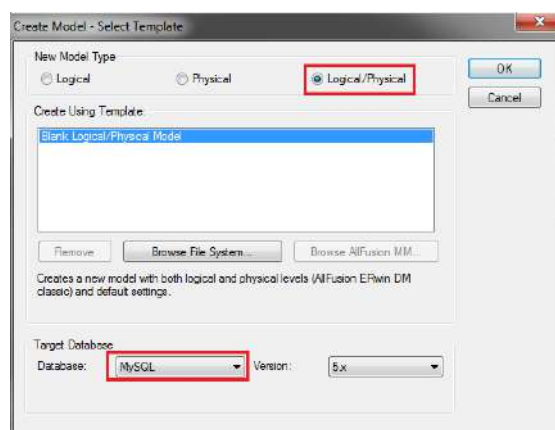 Create Model - Select Template
New Model Type
Logical
Physical
Logical/Physical
OK
Cancel
Create Using Template:
Blank Logical/Physical Model
Remove
Browse File System...
Browse AllFusion MM...
Creates a new model with both logical and physical levels (AllFusion ERwin DM
classic) and default settings.
Target Database
Database:
MySQL
Version:
5.x